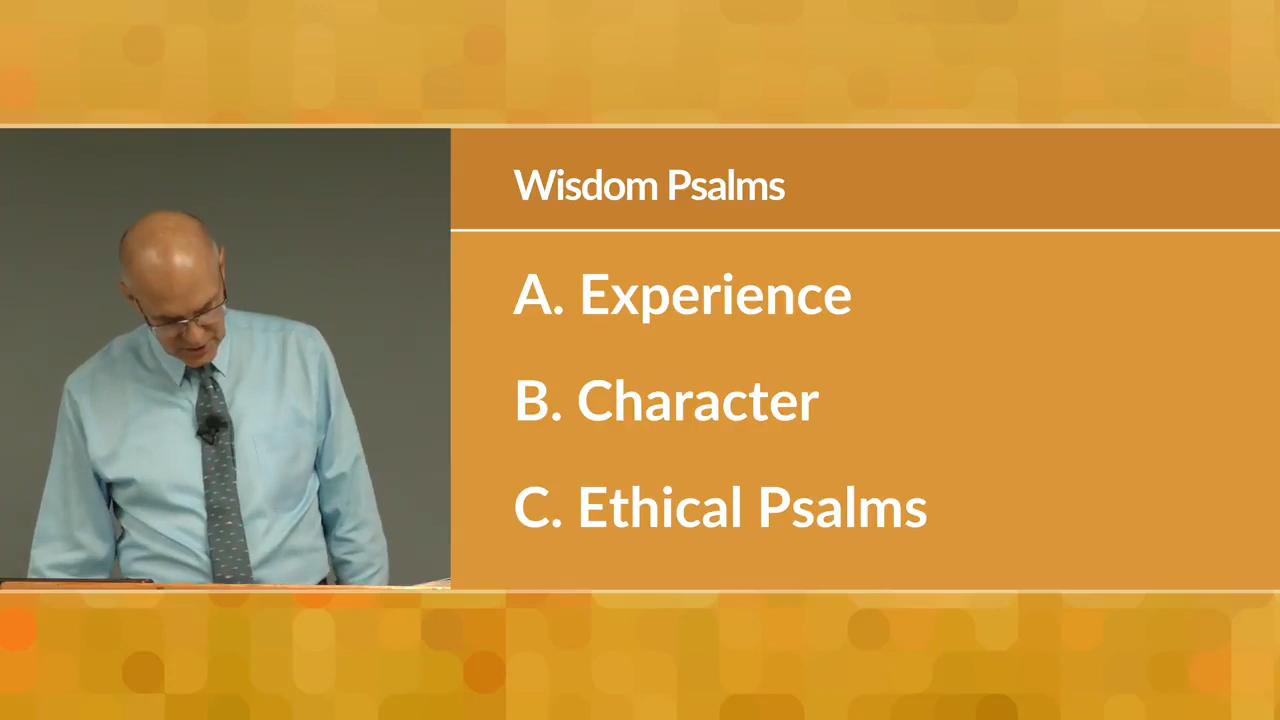 Wisdom Psalms
A. Experience
B. Character
C. Ethical Psalms